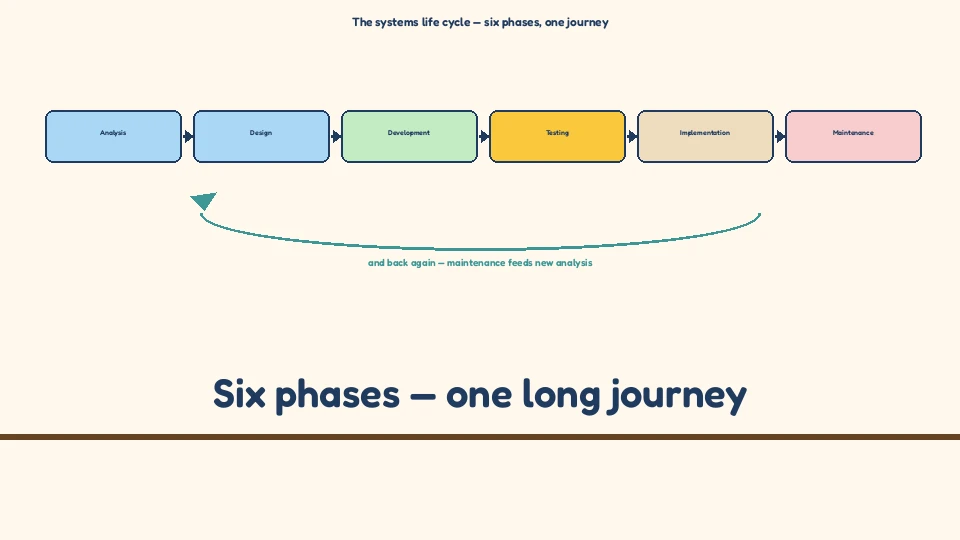 The systems life cycle — six phases, one journey
Analysis
Design
Development
Testing
Implementation
Maintenance
and back again — maintenance feeds new analysis
Six phases — one long journey